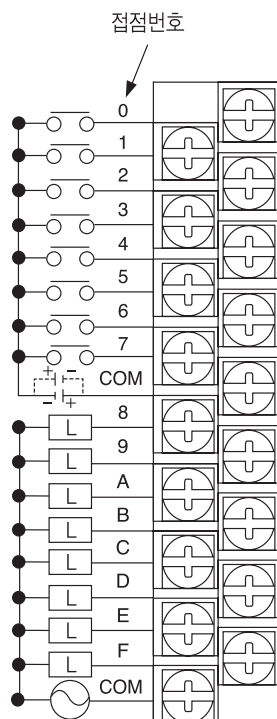 접점번호
0
1
2
3
4
5
6
7
COM
+ -
- +
L 8
L 9
L A
L B
L C
L D
L E
L F
COM